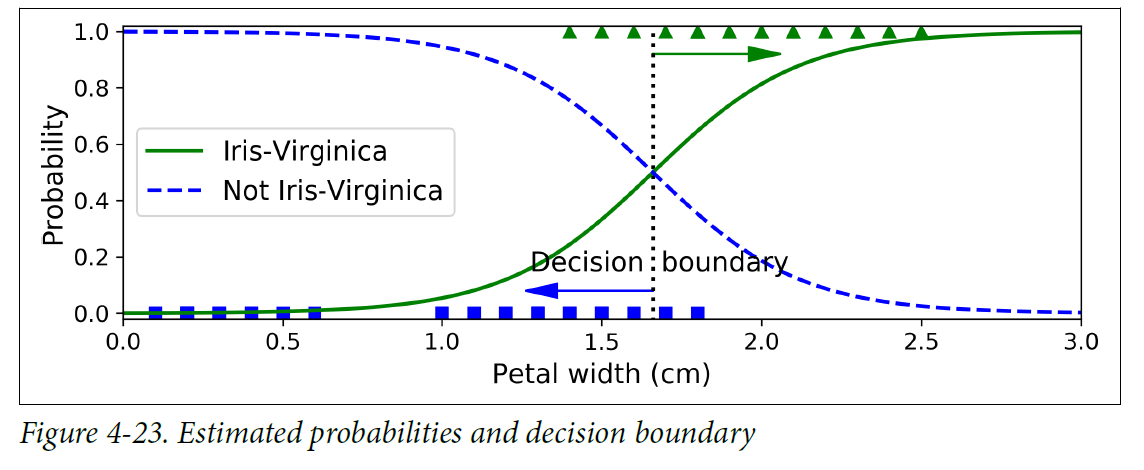 1.0
0.8
0.6
0.4
0.2
0.0
Probability
Iris-Virginica
Not Iris-Virginica
Decision boundary
0.0 0.5 1.0 1.5 2.0 2.5 3.0
Petal width (cm)
Figure 4-23. Estimated probabilities and decision boundary